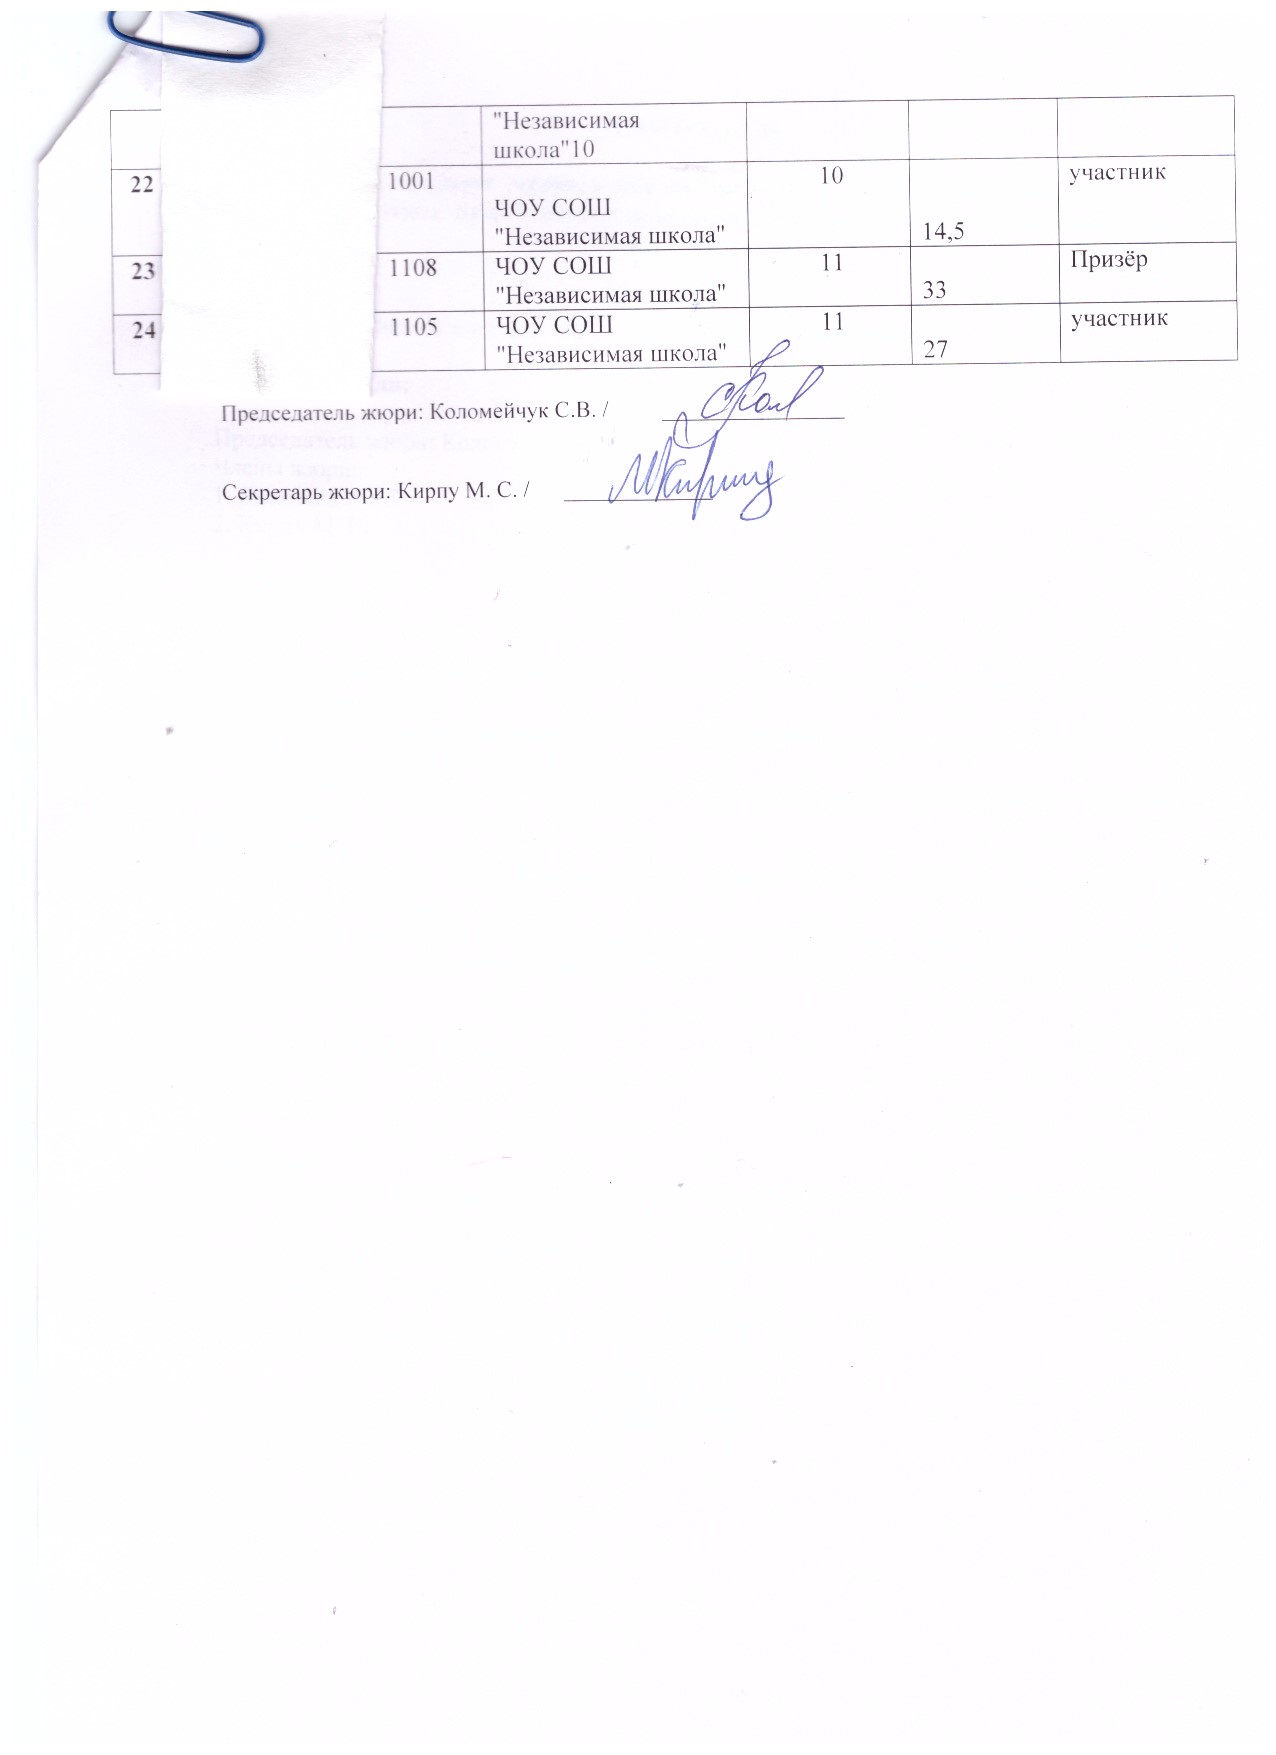 "Независимая
школа"10
22 1001 10 участник
ЧОУ СОШ
"Независимая школа" 14,5
23 1108 ЧОУ СОШ 11 Призёр
"Независимая школа" 33
24 1105 ЧОУ СОШ 11 участник
"Независимая школа" 27
Председатель жюри: Коломейчук С.В. /
Секретарь жюри: Кирпу М. С. /